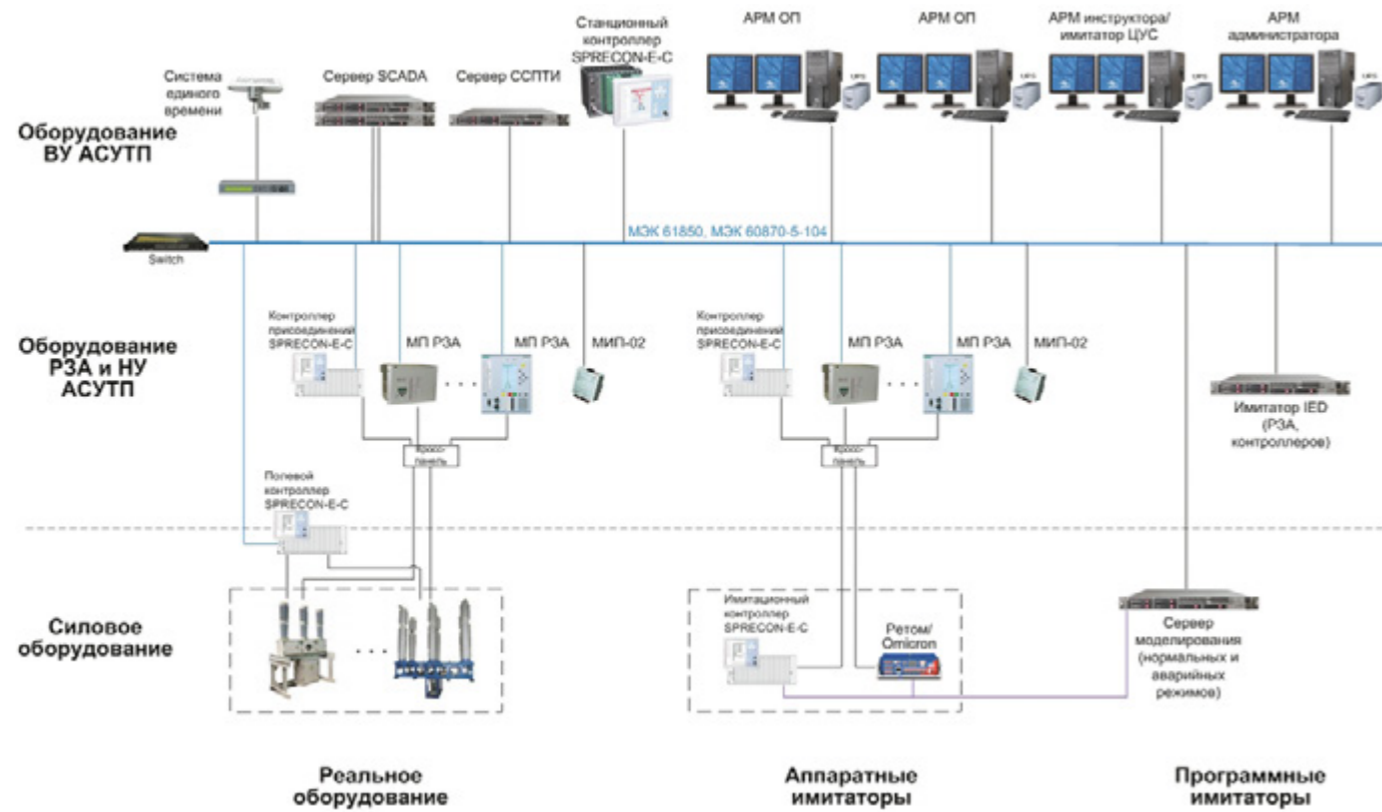 Система
единого
времени
Сервер SCADA
Сервер ССПТИ
Станционный
контроллер
SPRECON-E-C
АРМ ОП
UPS
АРМ ОП
UPS
АРМ инструктора/
имитатор ЦУС
UPS
АРМ
администратора
UPS
Оборудование
ВУ АСУТП
МЭК 61850, МЭК 60870-5-104
Switch
Оборудование
РЗА и НУ
АСУТП
Контроллер
присоединений
SPRECON-E-C
МП РЗА
. . .
МП РЗА
МИП-02
Кросс-
панель
Контроллер
присоединений
SPRECON-E-C
МП РЗА
. . .
МП РЗА
МИП-02
Кросс-
панель
Имитатор IED
(РЗА,
контроллеров)
Полевой
контроллер
SPRECON-E-C
Силовое
оборудование
. . .
Имитационный
контроллер
SPRECON-E-C
Ретом/
Omicron
Сервер
моделирования
(нормальных и
аварийных
режимов)
Реальное
оборудование
Аппаратные
имитаторы
Программные
имитаторы